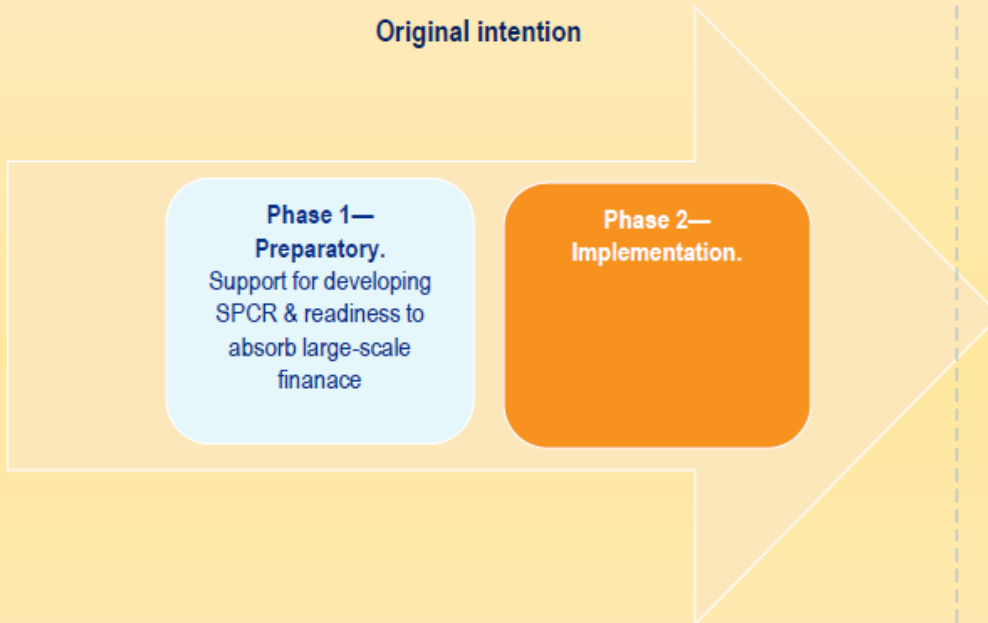 Original intention
Phase 1—
Preparatory.
Support for developing
SPCR & readiness to
absorb large-scale
finanace
Phase 2—
Implementation.